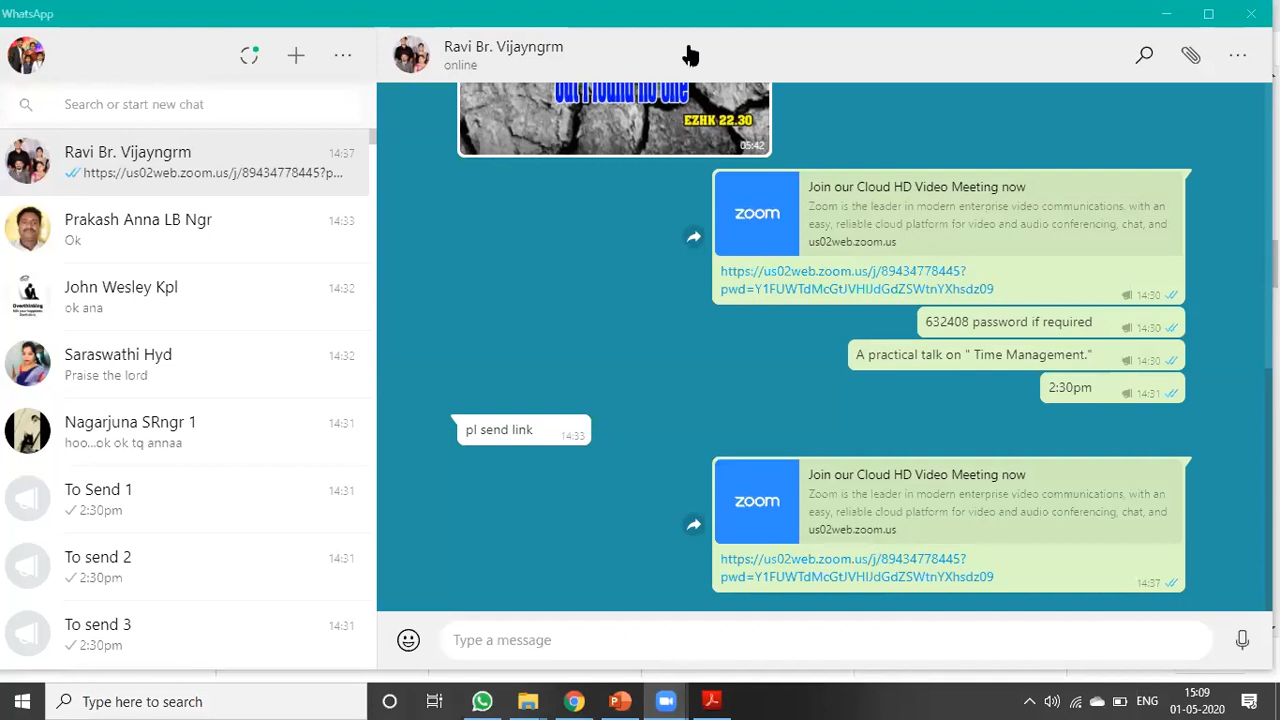 WhatsApp
Ravi Br. Vijayngrm
online
Search or start new chat
Ravi Br. Vijayngrm
14:37
https://us02web.zoom.us/j/89434778445?p...
Prakash Anna LB Ngr
14:33
Ok
John Wesley Kpl
14:32
ok ana
Saraswathi Hyd
14:32
Praise the lord
Nagarjuna SRngr 1
14:31
hoo...ok ok tq annaa
To Send 1
14:31
2:30pm
To send 2
14:31
2:30pm
To send 3
14:31
2:30pm
out I found no one
EZHK 22.30
05:42
Join our Cloud HD Video Meeting now
zoom
Zoom is the leader in modern enterprise video communications, with an
easy, reliable cloud platform for video and audio conferencing, chat, and
us02web.zoom.us
https://us02web.zoom.us/j/89434778445?
pwd=Y1FUWTdMcGtJVHlJdGdZSWtnYXhsdz09
14:30
632408 password if required
14:30
A practical talk on " Time Management."
14:30
2:30pm
14:31
pl send link
14:33
Join our Cloud HD Video Meeting now
zoom
Zoom is the leader in modern enterprise video communications, with an
easy, reliable cloud platform for video and audio conferencing, chat, and
us02web.zoom.us
https://us02web.zoom.us/j/89434778445?
pwd=Y1FUWTdMcGtJVHlJdGdZSWtnYXhsdz09
14:37
Type a message
Type here to search
ENG
15:09
01-05-2020